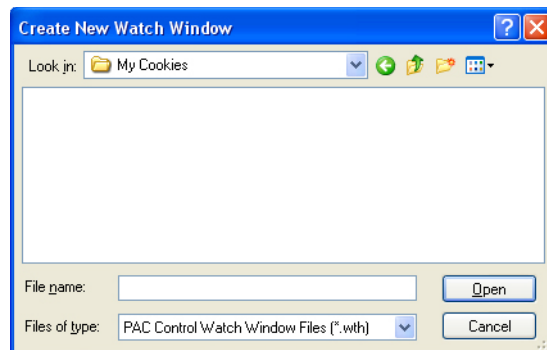 Create New Watch Window
Look in: My Cookies
File name:
Open
Files of type: PAC Control Watch Window Files (*.wth)
Cancel